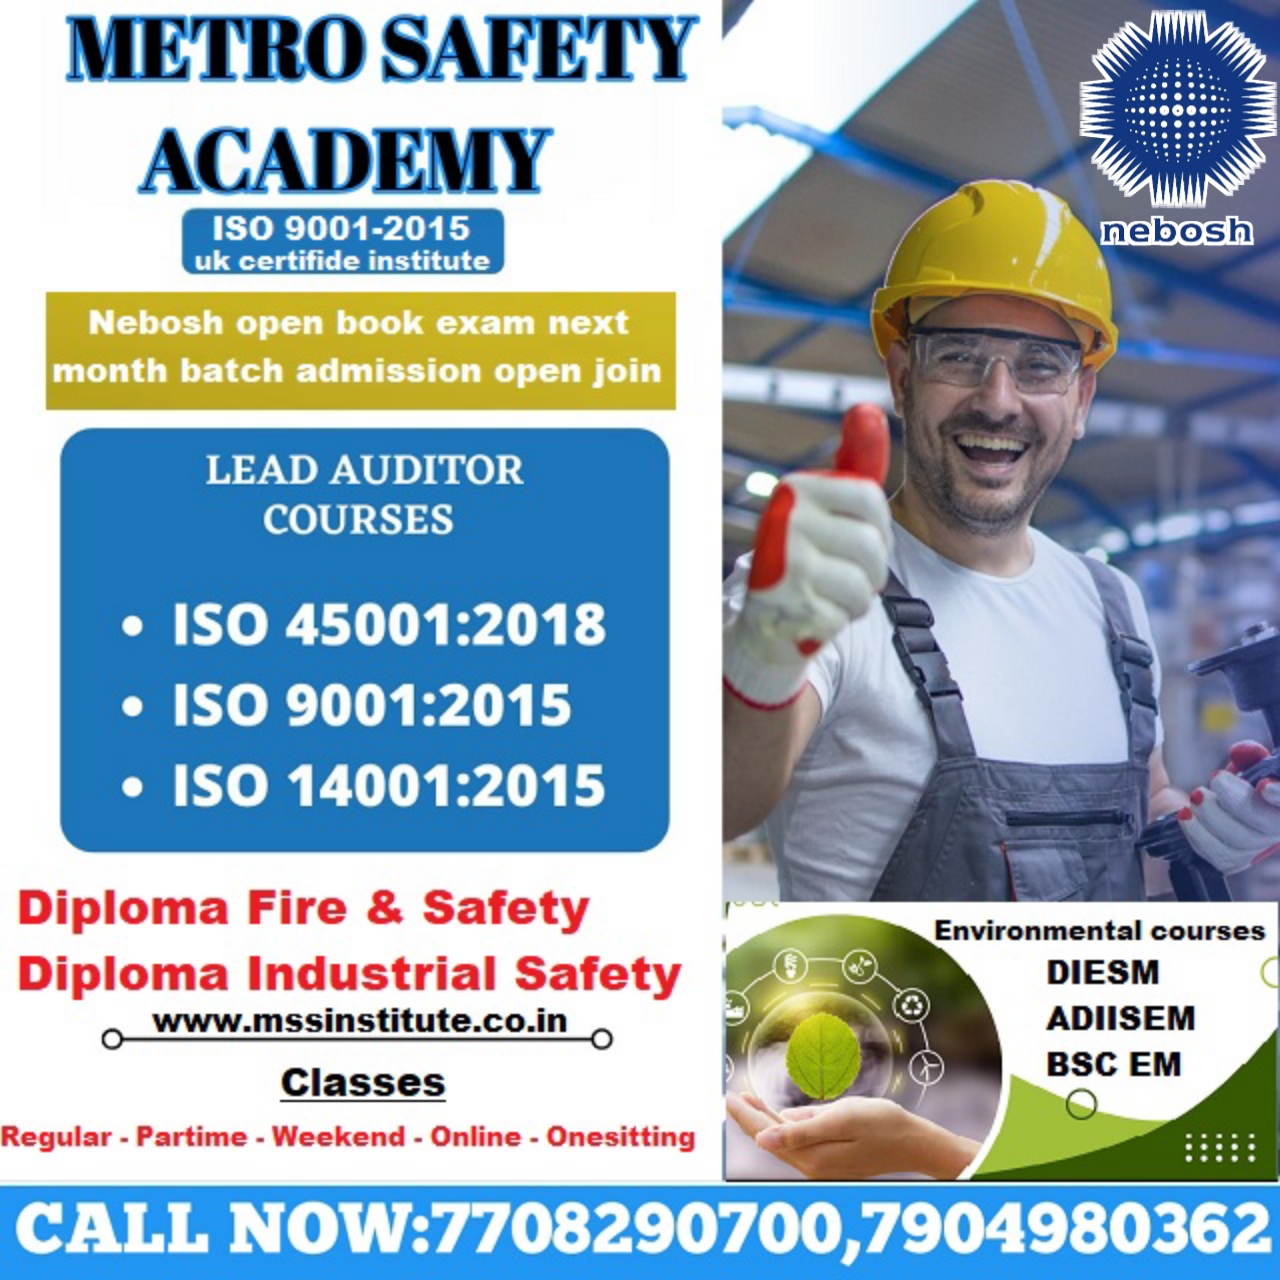 METRO SAFETY
ACADEMY
ISO 9001-2015
uk certifide institute
Nebosh open book exam next
month batch admission open join
LEAD AUDITOR
COURSES
• ISO 45001:2018
• ISO 9001:2015
• ISO 14001:2015
Diploma Fire & Safety
Diploma Industrial Safety
www.mssinstitute.co.in
Classes
Regular - Partime - Weekend - Online - Onesitting
nebosh
Environmental courses
DIESM
ADIISEM
BSC EM
CALL NOW:7708290700,7904980362